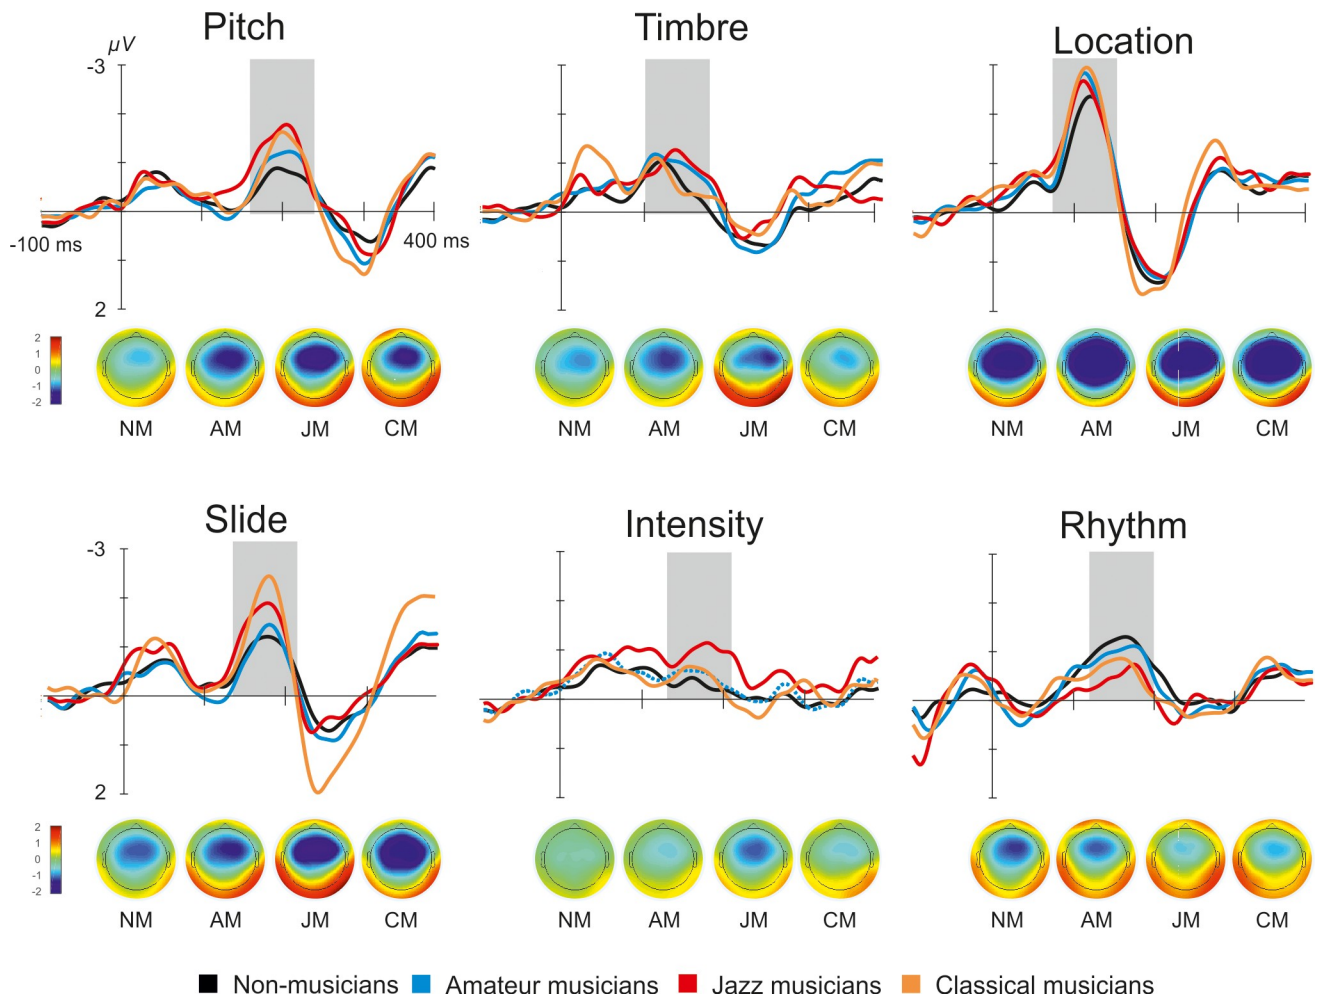 Pitch
Timbre
Location
µV
-3
-100 ms
400 ms
2
2
1
0
-1
-2
NM AM JM CM
NM AM JM CM
NM AM JM CM
Slide
Intensity
Rhythm
-3
2
2
1
0
-1
-2
NM AM JM CM
NM AM JM CM
NM AM JM CM
Non-musicians Amateur musicians Jazz musicians Classical musicians